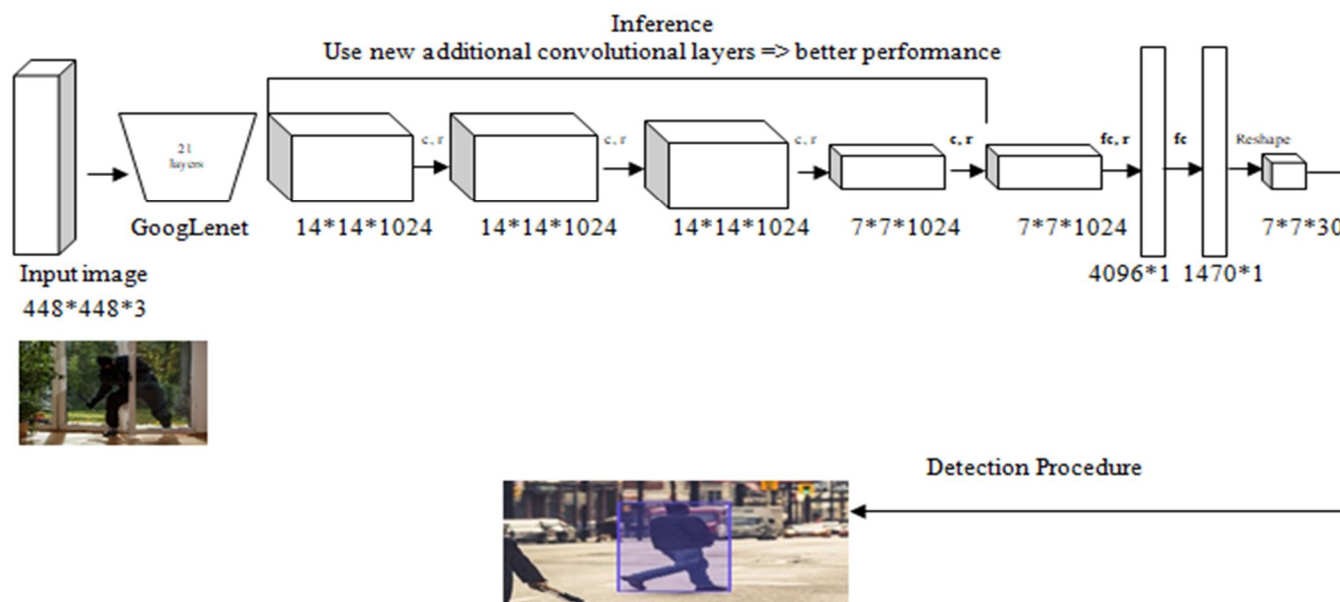 Inference
Use new additional convolutional layers => better performance
21
layers
c, r
c, r
c, r
c, r
fc, r
fc
Reshape
GoogLenet
14*14*1024
14*14*1024
14*14*1024
7*7*1024
7*7*1024
7*7*30
Input image
448*448*3
4096*1
1470*1
Detection Procedure